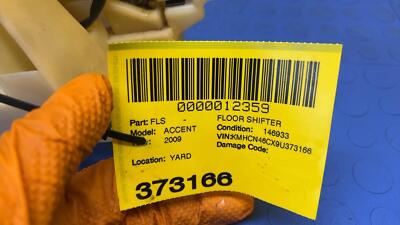 0000012359
Part: FLS - FLOOR SHIFTER
Model: ACCENT Condition: 146933
2009 VIN:KMHCN46CX9U373166
Damage Code:
Location: YARD
373166